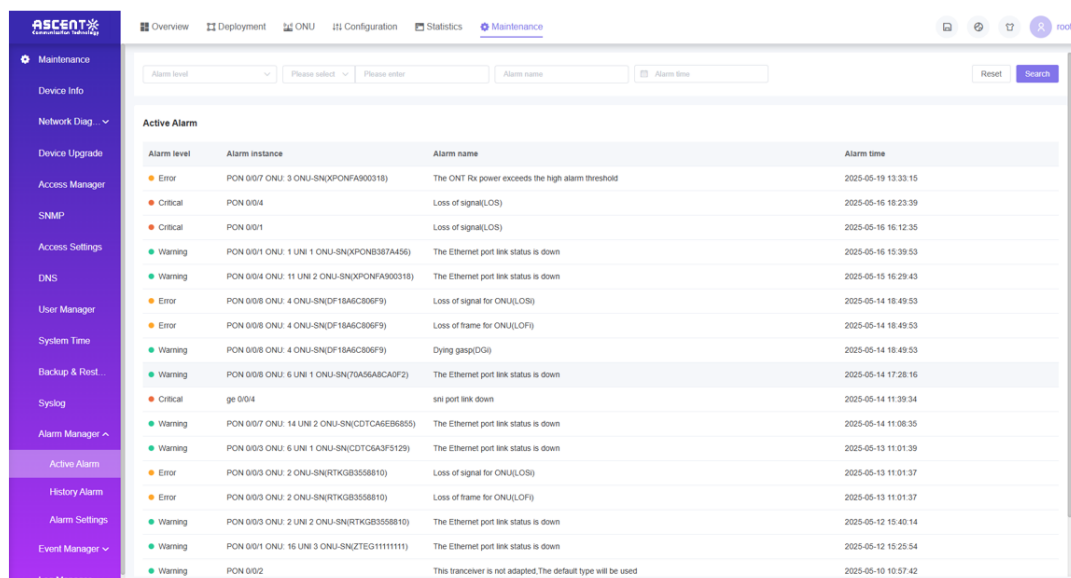 ASCENT
Communication Technology
Overview Deployment ONU Configuration Statistics Maintenance root
Maintenance
Device Info
Network Diag...
Device Upgrade
Access Manager
SNMP
Access Settings
DNS
User Manager
System Time
Backup & Rest...
Syslog
Alarm Manager
Active Alarm
History Alarm
Alarm Settings
Event Manager
Alarm level Please select Please enter Alarm name Alarm time Reset Search
Active Alarm
Alarm level Alarm instance Alarm name Alarm time
Error PON 0/0/7 ONU: 3 ONU-SN(XPONFA900318) The ONT Rx power exceeds the high alarm threshold 2025-05-19 13:33:15
Critical PON 0/0/4 Loss of signal(LOS) 2025-05-16 18:23:39
Critical PON 0/0/1 Loss of signal(LOS) 2025-05-16 16:12:35
Warning PON 0/0/1 ONU: 1 UNI 1 ONU-SN(XPONB387A456) The Ethernet port link status is down 2025-05-16 15:39:53
Warning PON 0/0/4 ONU: 11 UNI 2 ONU-SN(XPONFA900318) The Ethernet port link status is down 2025-05-15 16:29:43
Error PON 0/0/8 ONU: 4 ONU-SN(DF18A6C806F9) Loss of signal for ONU(LOSi) 2025-05-14 18:49:53
Error PON 0/0/8 ONU: 4 ONU-SN(DF18A6C806F9) Loss of frame for ONU(LOFi) 2025-05-14 18:49:53
Warning PON 0/0/8 ONU: 4 ONU-SN(DF18A6C806F9) Dying gasp(DGi) 2025-05-14 18:49:53
Warning PON 0/0/8 ONU: 6 UNI 1 ONU-SN(70A56A8CA0F2) The Ethernet port link status is down 2025-05-14 17:28:16
Critical ge 0/0/4 sni port link down 2025-05-14 11:39:34
Warning PON 0/0/7 ONU: 14 UNI 2 ONU-SN(CDTCA6EB6855) The Ethernet port link status is down 2025-05-14 11:08:35
Warning PON 0/0/3 ONU: 6 UNI 1 ONU-SN(CDTC6A3F5129) The Ethernet port link status is down 2025-05-13 11:01:39
Error PON 0/0/3 ONU: 2 ONU-SN(RTKGB3558810) Loss of signal for ONU(LOSi) 2025-05-13 11:01:37
Error PON 0/0/3 ONU: 2 ONU-SN(RTKGB3558810) Loss of frame for ONU(LOFi) 2025-05-13 11:01:37
Warning PON 0/0/3 ONU: 2 UNI 2 ONU-SN(RTKGB3558810) The Ethernet port link status is down 2025-05-12 15:40:14
Warning PON 0/0/1 ONU: 16 UNI 3 ONU-SN(ZTEG11111111) The Ethernet port link status is down 2025-05-12 15:25:54
Warning PON 0/0/2 This tranceiver is not adapted,The default type will be used 2025-05-10 10:57:42